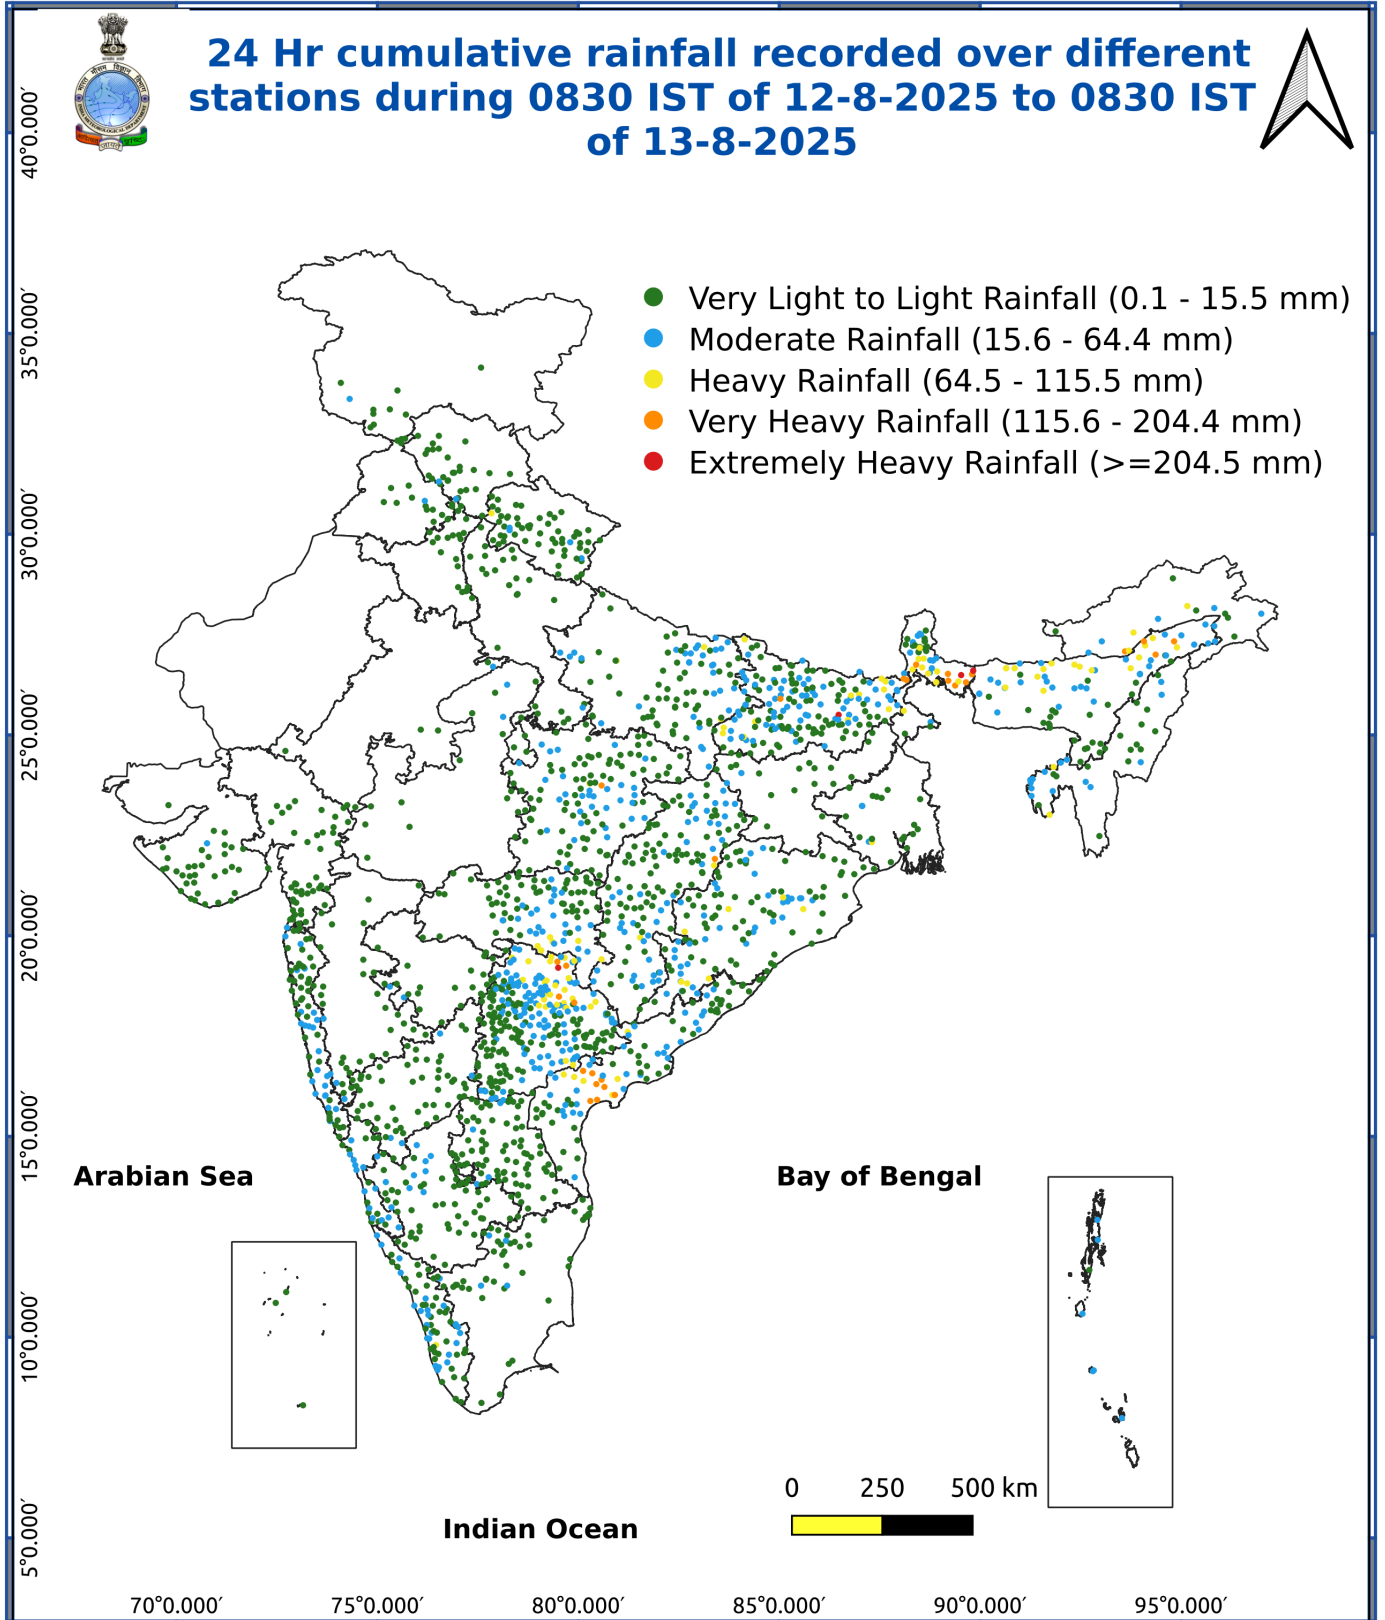 24 Hr cumulative rainfall recorded over different
stations during 0830 IST of 12-8-2025 to 0830 IST
of 13-8-2025
Very Light to Light Rainfall (0.1 - 15.5 mm)
Moderate Rainfall (15.6 - 64.4 mm)
Heavy Rainfall (64.5 - 115.5 mm)
Very Heavy Rainfall (115.6 - 204.4 mm)
Extremely Heavy Rainfall (>=204.5 mm)
40°0.000′
35°0.000′
30°0.000′
25°0.000′
20°0.000′
15°0.000′
10°0.000′
5°0.000′
Arabian Sea
Bay of Bengal
0 250 500 km
Indian Ocean
70°0.000′ 75°0.000′ 80°0.000′ 85°0.000′ 90°0.000′ 95°0.000′